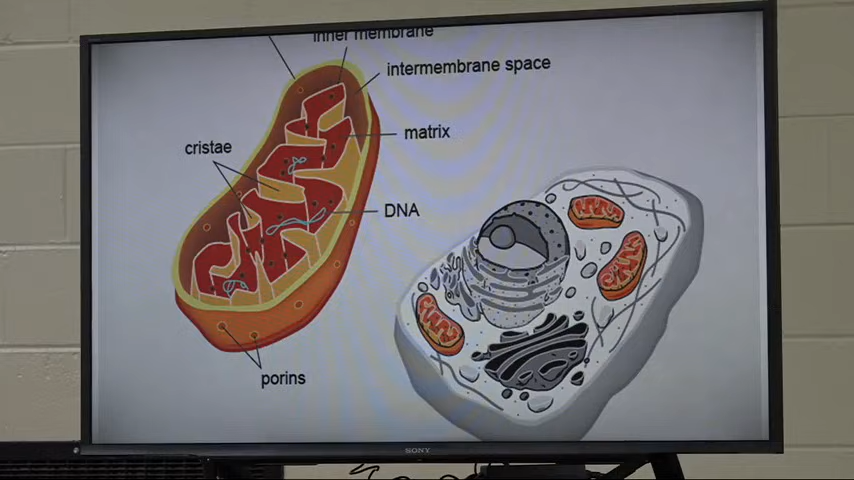 inner membrane
intermembrane space
matrix
cristae
DNA
porins
SONY